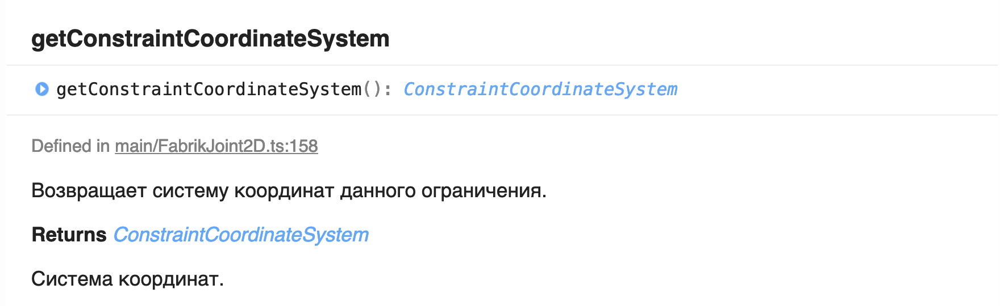 getConstraintCoordinateSystem
getConstraintCoordinateSystem(): ConstraintCoordinateSystem
Defined in main/FabrikJoint2D.ts:158
Возвращает систему координат данного ограничения.
Returns ConstraintCoordinateSystem
Система координат.